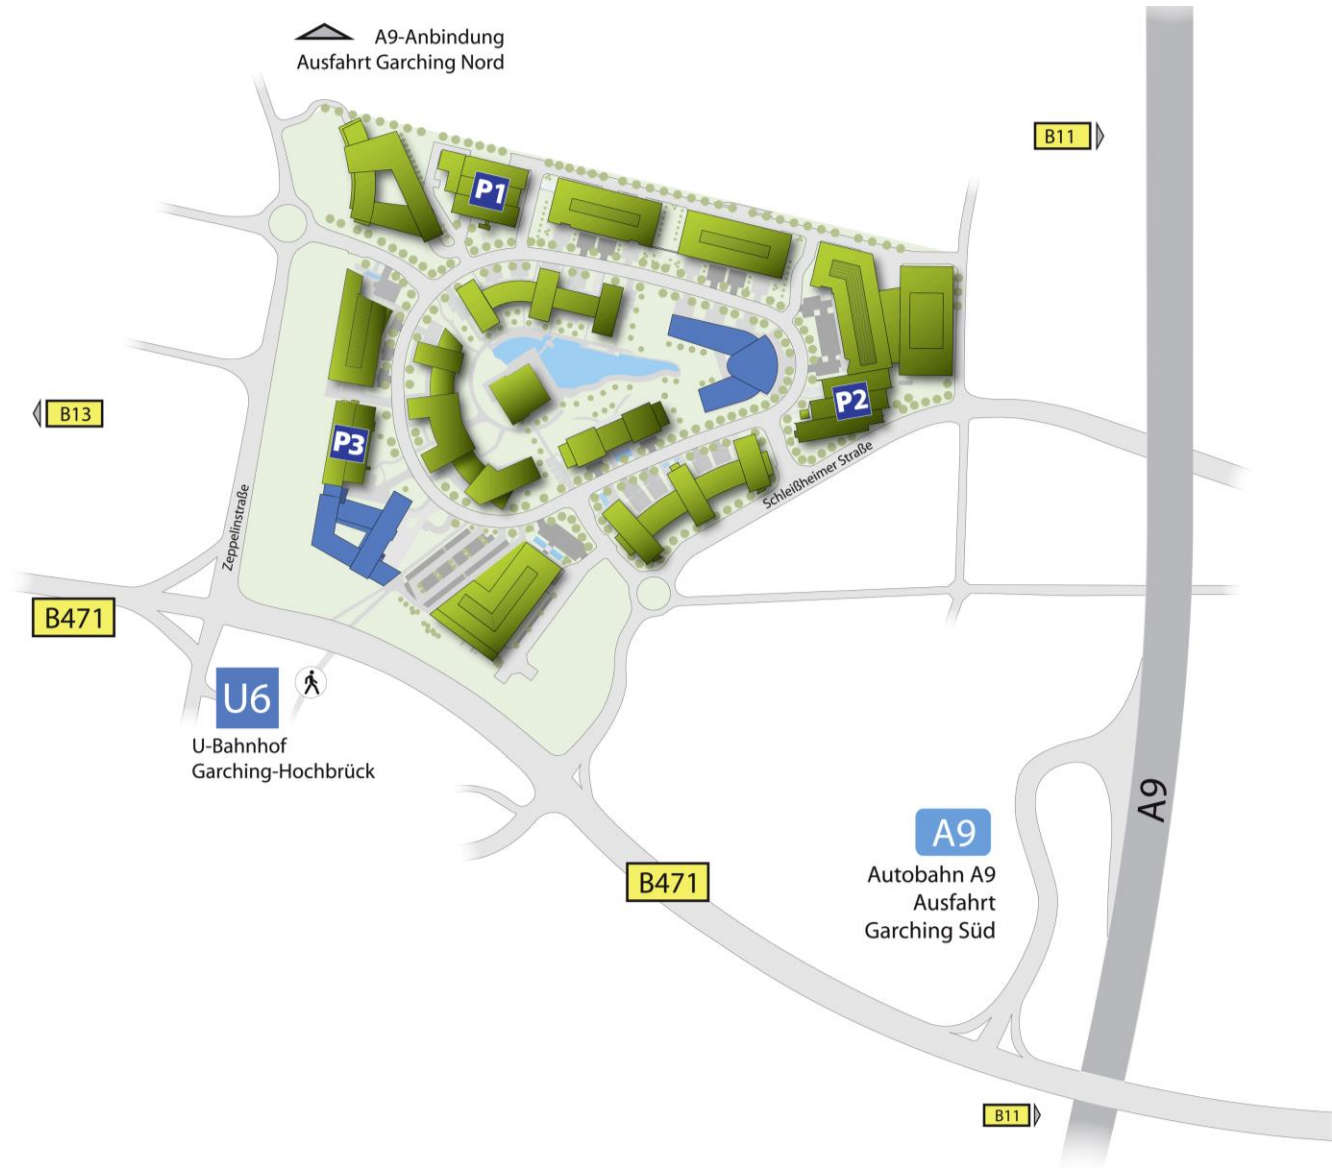 A9-Anbindung
Ausfahrt Garching Nord
B11
P1
P2
B13
P3
Schleißheimer Straße
Zeppelinstraße
B471
U6
U-Bahnhof
Garching-Hochbrück
A9
A9
Autobahn A9
Ausfahrt
Garching Süd
B471
B11